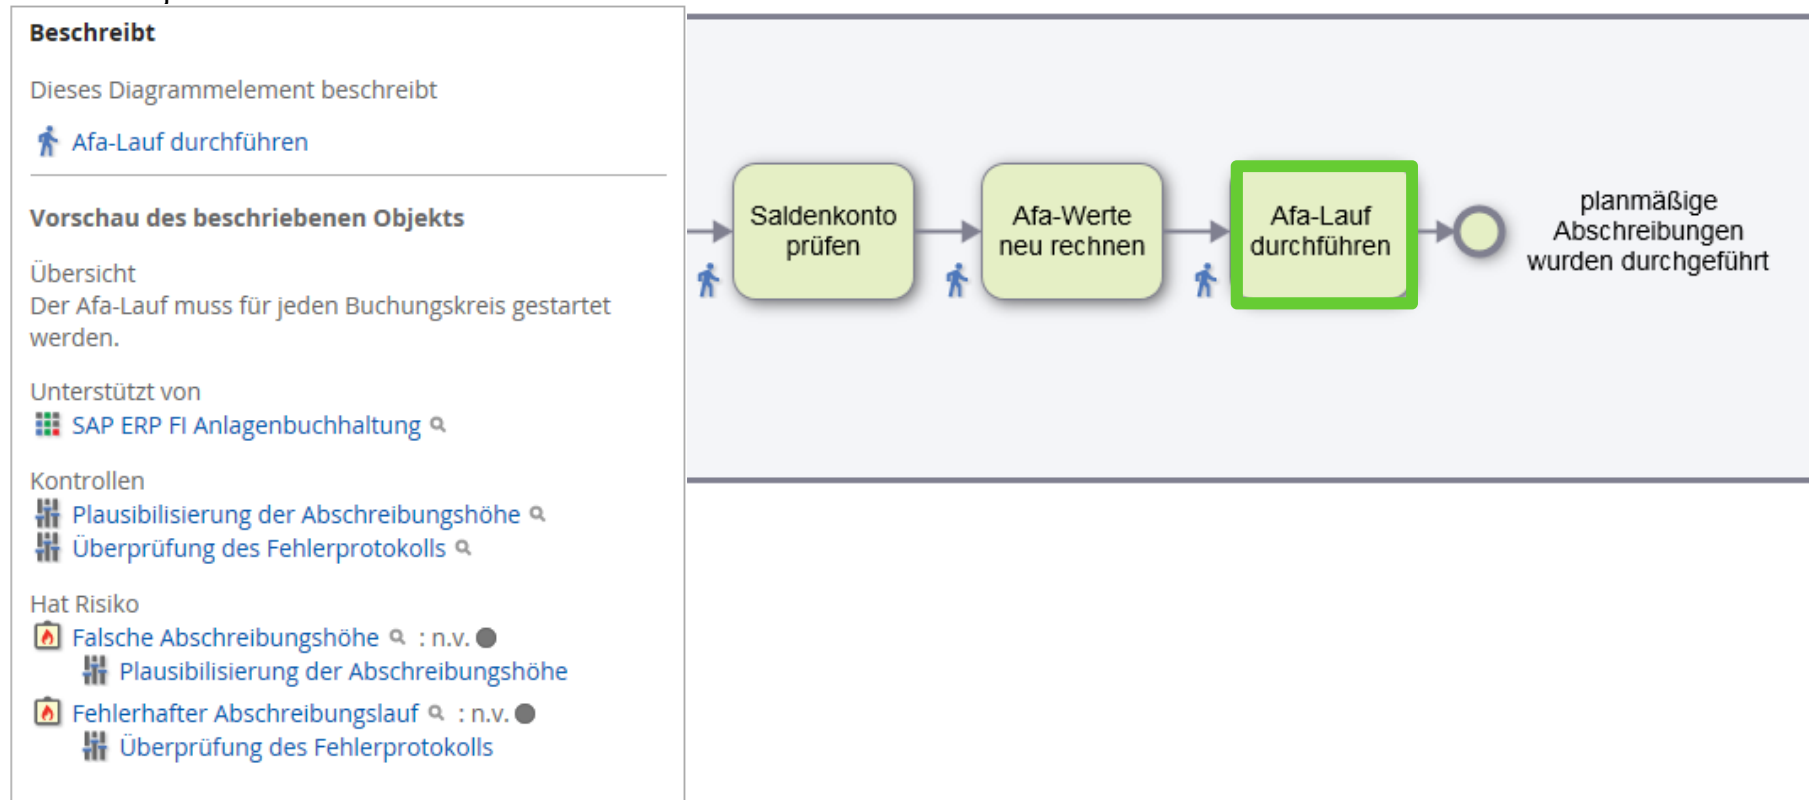 Beschreibt
Dieses Diagrammelement beschreibt
Afa-Lauf durchführen
Vorschau des beschriebenen Objekts
Übersicht
Der Afa-Lauf muss für jeden Buchungskreis gestartet
werden.
Unterstützt von
SAP ERP FI Anlagenbuchhaltung
Kontrollen
Plausibilisierung der Abschreibungshöhe
Überprüfung des Fehlerprotokolls
Hat Risiko
Falsche Abschreibungshöhe : n.v.
Plausibilisierung der Abschreibungshöhe
Fehlerhafter Abschreibungslauf : n.v.
Überprüfung des Fehlerprotokolls
Saldenkonto
prüfen
Afa-Werte
neu rechnen
Afa-Lauf
durchführen
planmäßige
Abschreibungen
wurden durchgeführt